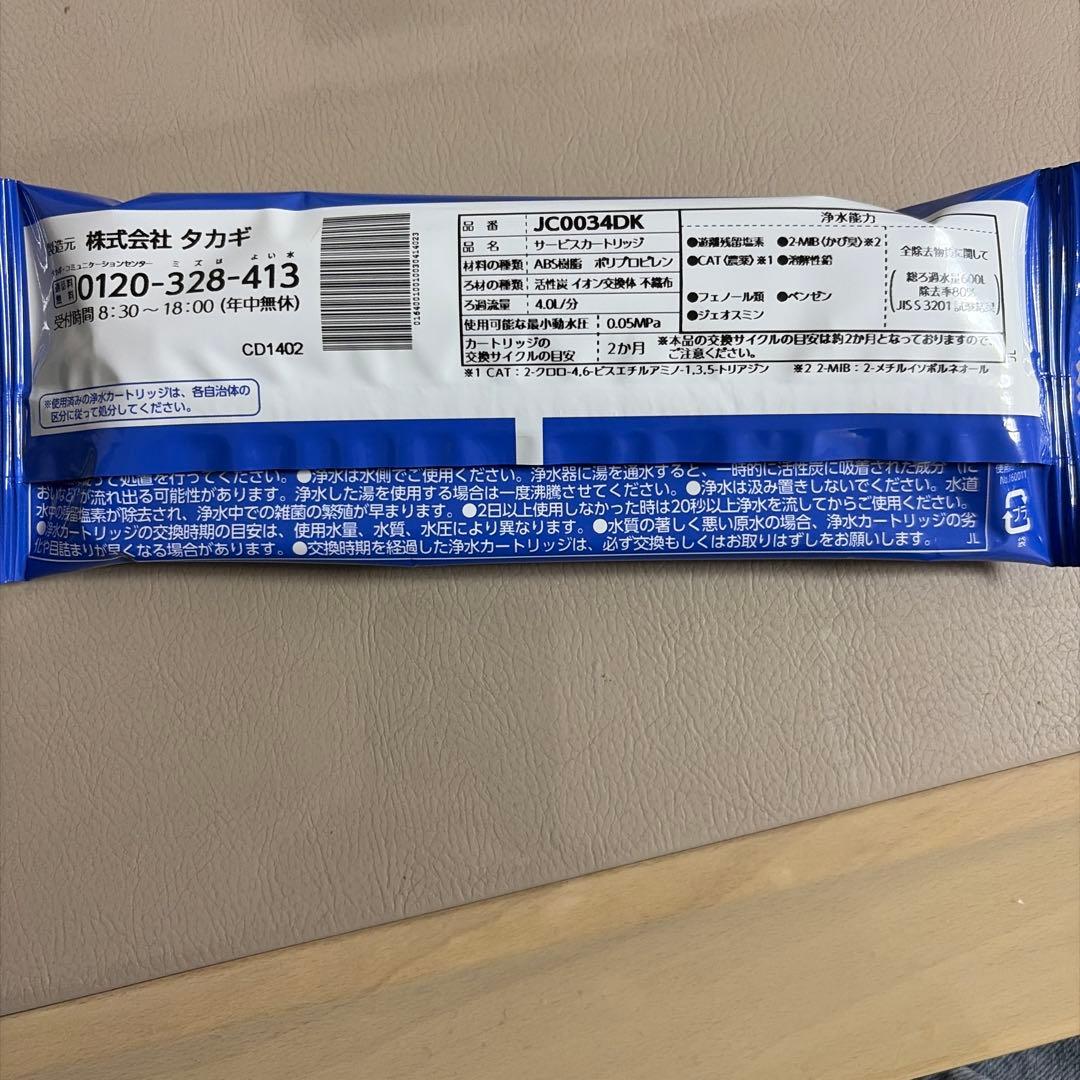 製造元 株式会社 タカギ
コミュニケーションセンター ミズ は よい 水
通話料無料 0120-328-413
受付時間 8:30～18:00 (年中無休)
CD1402
※使用済みの浄水カートリッジは、各自治体の
区分に従って処分してください。
品番 JC0034DK
品名 サービスカートリッジ
材料の種類 ABS樹脂 ポリプロピレン
ろ材の種類 活性炭 イオン交換体 不織布
ろ過流量 4.0L/分
使用可能な最小動水圧 0.05MPa
カートリッジの
交換サイクルの目安 2か月 ※本品の交換サイクルの目安は約2か月となっておりますので、
ご注意ください。
浄水能力
●遊離残留塩素 ●2-MIB(かび臭)※2
●CAT(農薬)※1 ●溶解性鉛
●フェノール類 ●ベンゼン
●ジェオスミン
全除去物質に関して
総ろ過水量600L
除去率80%
JIS S 3201 試験結果
※1 CAT：2-クロロ-4,6-ビスエチルアミノ-1,3,5-トリアジン ※2 2-MIB：2-メチルイソボルネオール
JL
処置を行ってください。●浄水は水側でご使用ください。浄水器に湯を通水すると、一時的に活性炭に吸着された成分(に
おいなど)が流れ出る可能性があります。浄水した湯を使用する場合は一度沸騰させてください。●浄水は汲み置きしないでください。水道
水中の残留塩素が除去され、浄水中での雑菌の繁殖が早まります。●2日以上使用しなかった時は20秒以上浄水を流してからご使用ください。
●浄水カートリッジの交換時期の目安は、使用水量、水質、水圧により異なります。●水質の著しく悪い原水の場合、浄水カートリッジの劣
化や目詰まりが早くなる場合があります。●交換時期を経過した浄水カートリッジは、必ず交換もしくはお取りはずしをお願いします。 JL
プラ